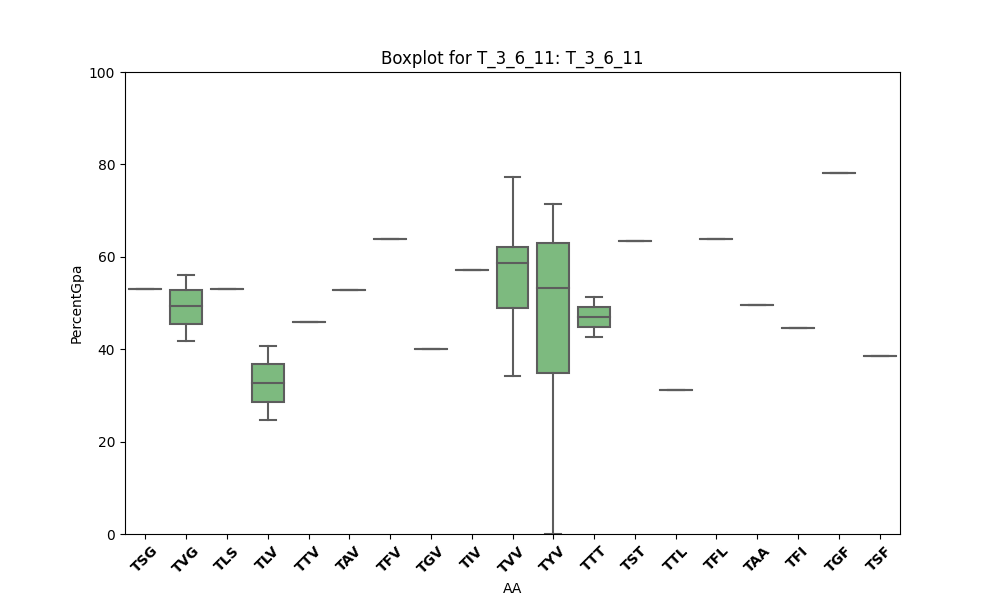 Boxplot for T_3_6_11: T_3_6_11
PercentGpa
100
80
60
40
20
0
TSG TVG TLS TLV TTV TAV TFV TGV TIV TVV TYV TTT TST TTL TFL TAA TFI TGF TSF
AA